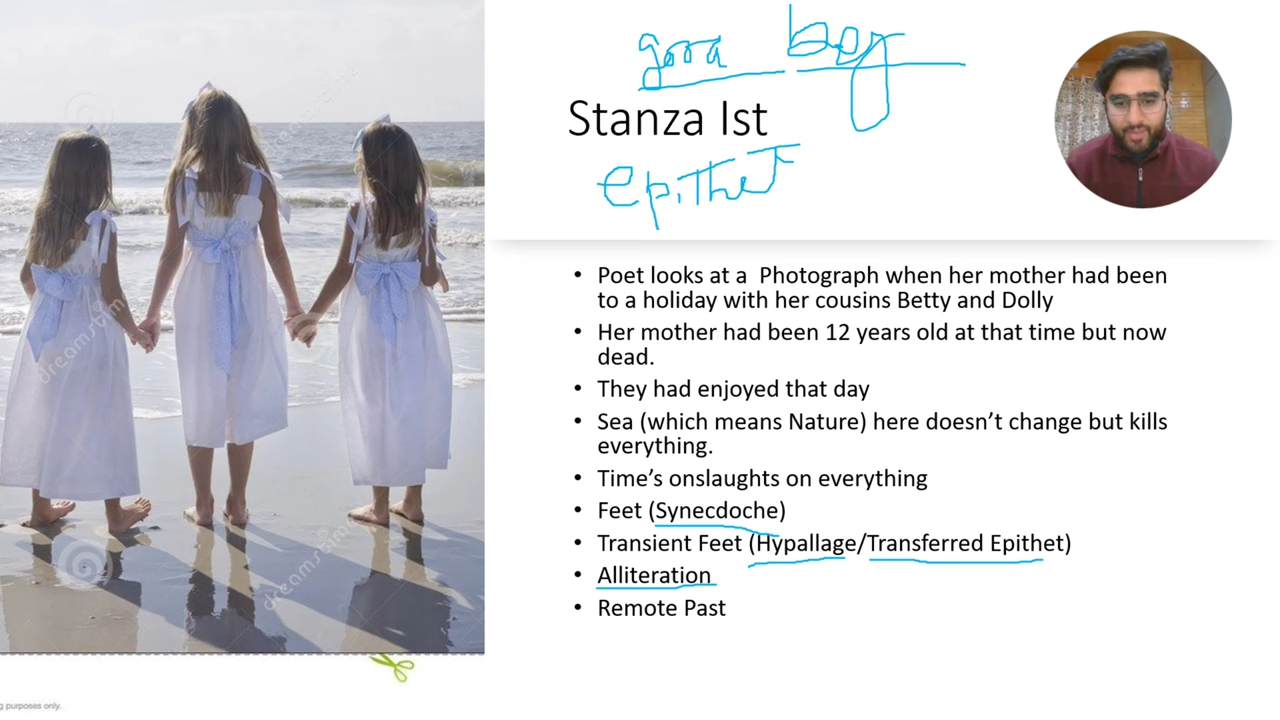 good boy
Stanza Ist
epithet
• Poet looks at a Photograph when her mother had been
to a holiday with her cousins Betty and Dolly
• Her mother had been 12 years old at that time but now
dead.
• They had enjoyed that day
• Sea (which means Nature) here doesn’t change but kills
everything.
• Time’s onslaughts on everything
• Feet (Synecdoche)
• Transient Feet (Hypallage/Transferred Epithet)
• Alliteration
• Remote Past
dreamstime
dreamstime
g purposes only.